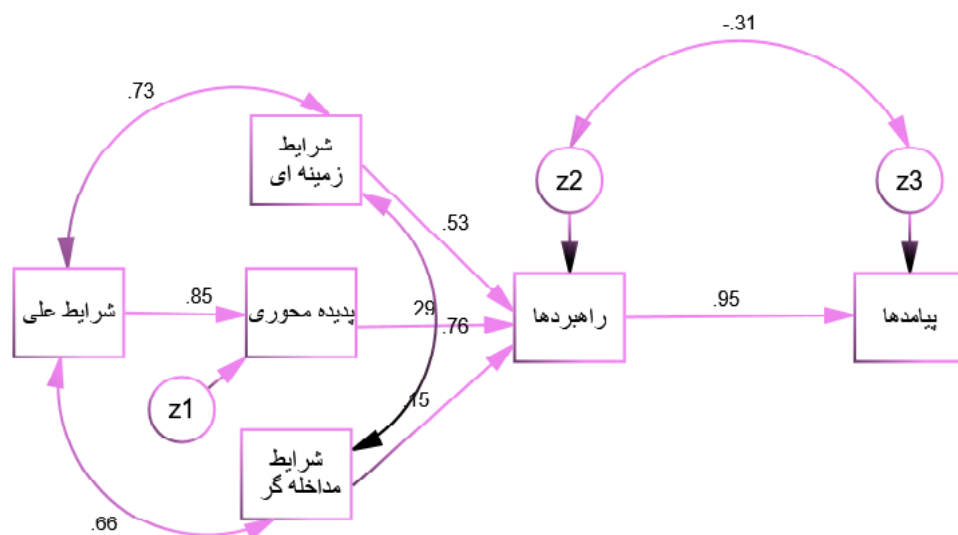 -.31
.73
شرایط
زمینه ای
z2
z3
.53
شرایط علی
.85
پدیده محوری
.29
.76
راهبردها
.95
پیامدها
z1
.15
شرایط
مداخله گر
.66